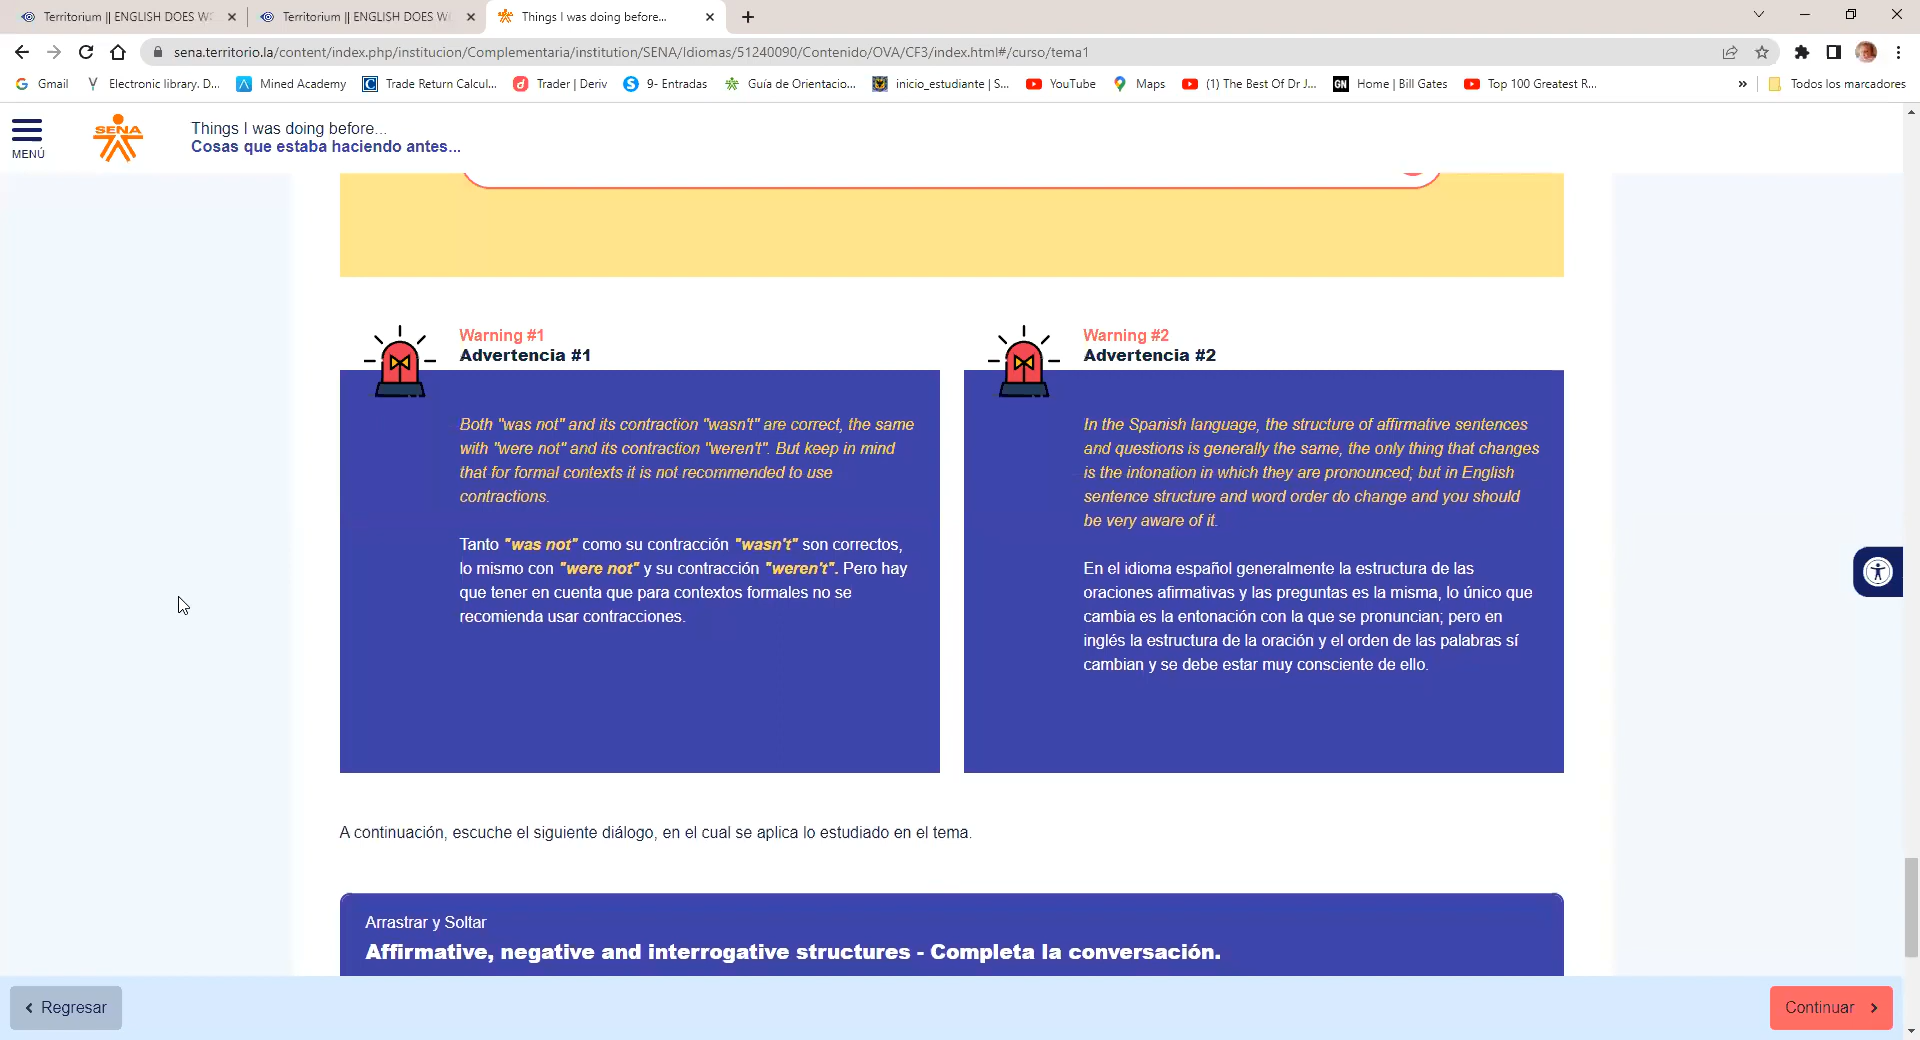 Territorium || ENGLISH DOES W
Territorium || ENGLISH DOES W
Things I was doing before...
sena.territorio.la/content/index.php/institucion/Complementaria/institution/SENA/Idiomas/51240090/Contenido/OVA/CF3/index.html#/curso/tema1
Gmail
Electronic library. D...
Mined Academy
Trade Return Calcul...
Trader | Deriv
9- Entradas
Guía de Orientacio...
inicio_estudiante | S...
YouTube
Maps
(1) The Best Of Dr J...
GN
Home | Bill Gates
Top 100 Greatest R...
»
Todos los marcadores
MENÚ
SENA
Things I was doing before...
Cosas que estaba haciendo antes...
Warning #1
Advertencia #1
Both "was not" and its contraction "wasn't" are correct, the same
with "were not" and its contraction "weren't". But keep in mind
that for formal contexts it is not recommended to use
contractions.
Tanto "was not" como su contracción "wasn't" son correctos,
lo mismo con "were not" y su contracción "weren't". Pero hay
que tener en cuenta que para contextos formales no se
recomienda usar contracciones.
Warning #2
Advertencia #2
In the Spanish language, the structure of affirmative sentences
and questions is generally the same, the only thing that changes
is the intonation in which they are pronounced; but in English
sentence structure and word order do change and you should
be very aware of it.
En el idioma español generalmente la estructura de las
oraciones afirmativas y las preguntas es la misma, lo único que
cambia es la entonación con la que se pronuncian; pero en
inglés la estructura de la oración y el orden de las palabras sí
cambian y se debe estar muy consciente de ello.
A continuación, escuche el siguiente diálogo, en el cual se aplica lo estudiado en el tema.
Arrastrar y Soltar
Affirmative, negative and interrogative structures - Completa la conversación.
Regresar
Continuar